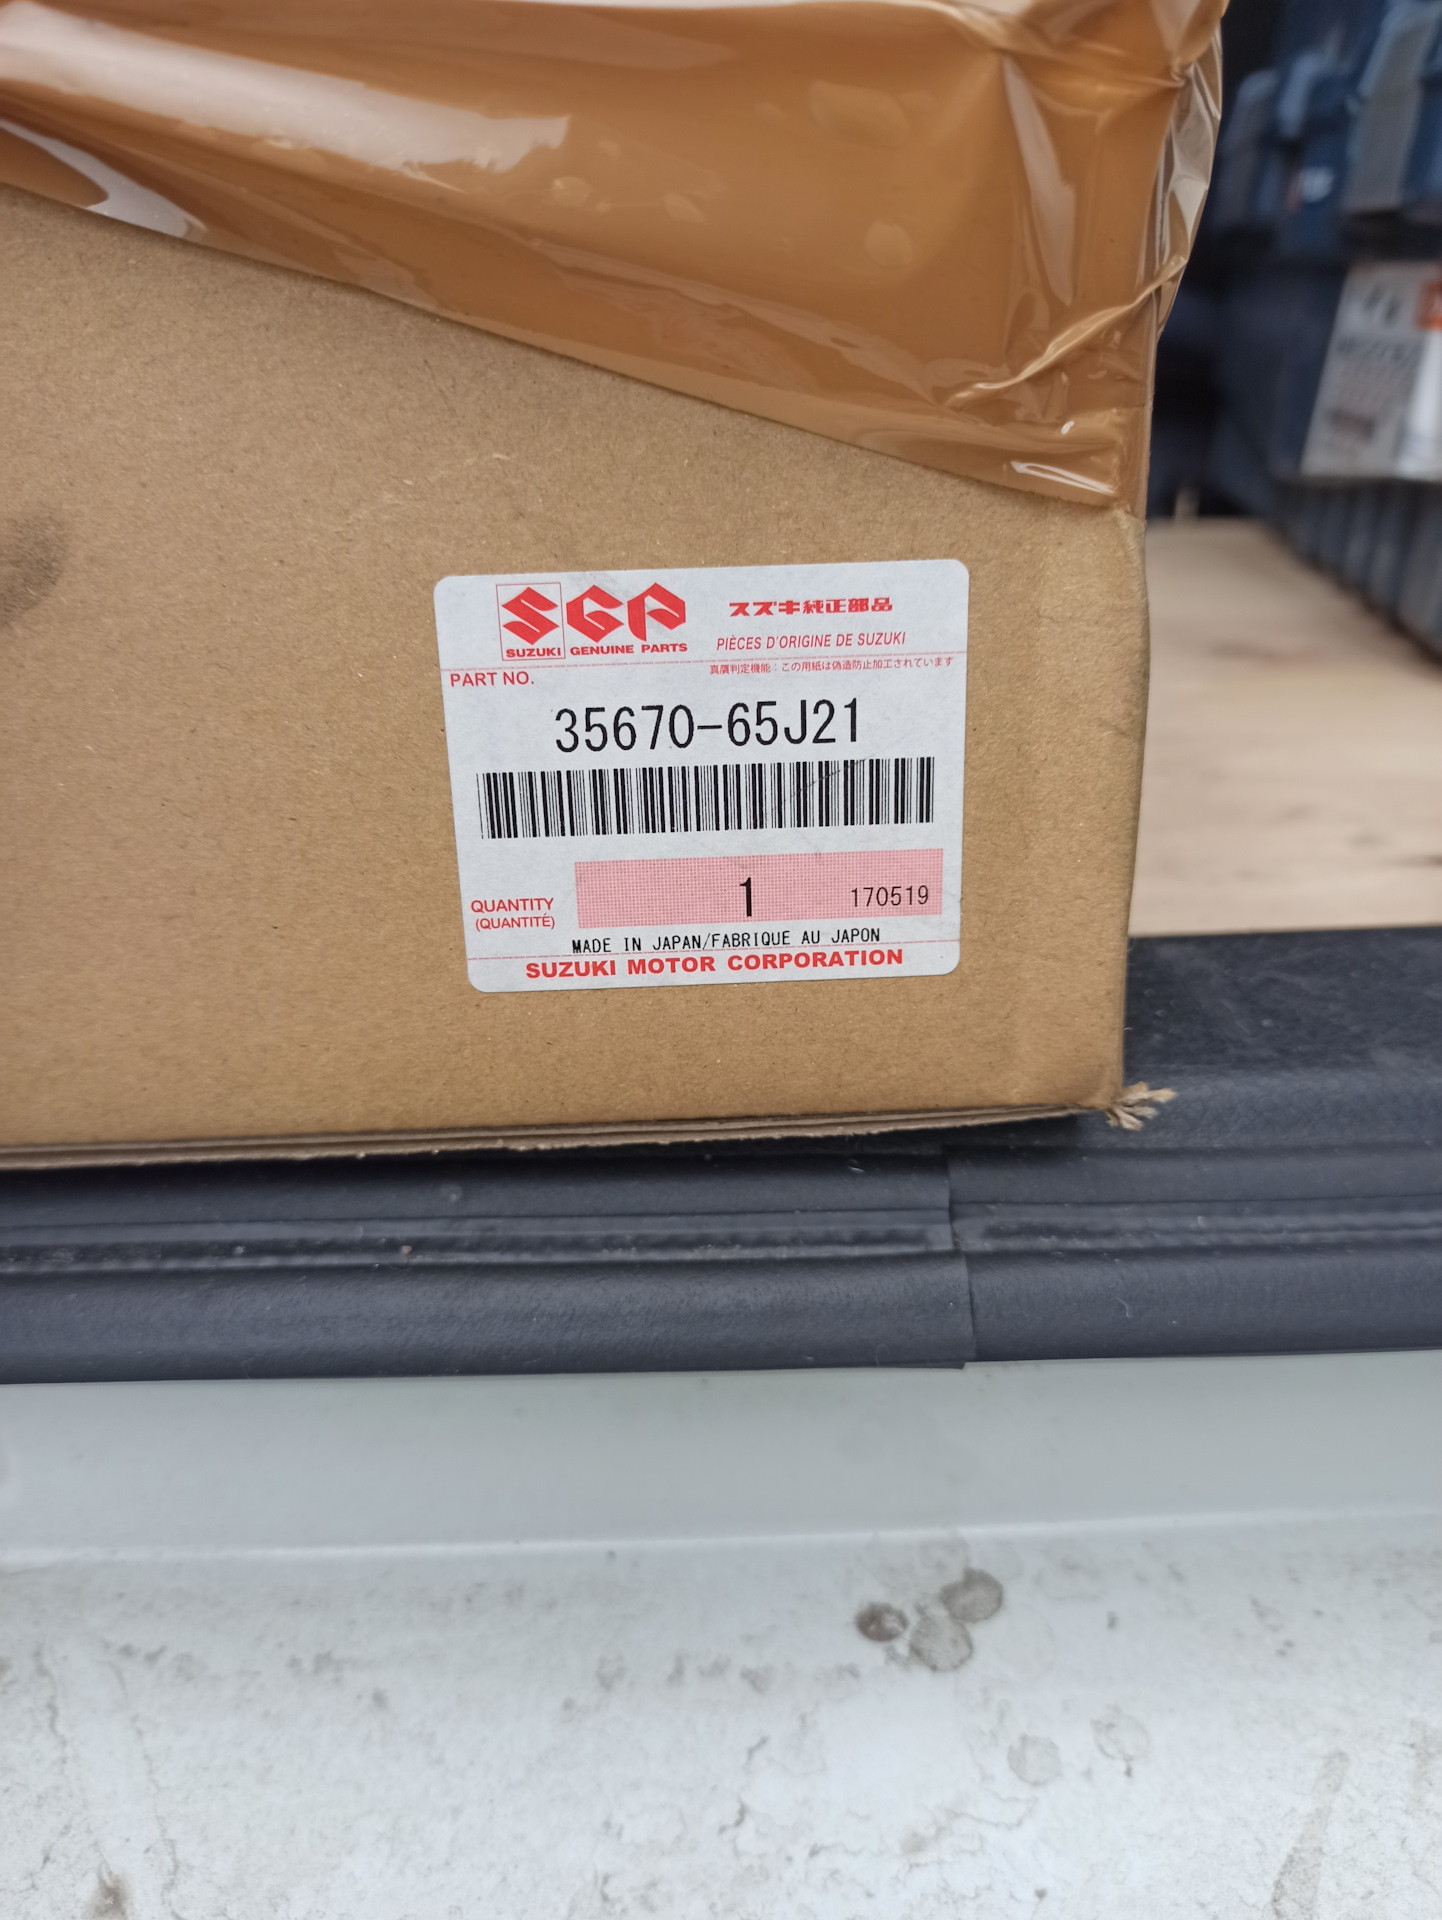 SGP スズキ純正部品
SUZUKI GENUINE PARTS PIÈCES D'ORIGINE DE SUZUKI
PART NO. 真贋判定機能：この用紙は偽造防止加工されています
35670-65J21
QUANTITY 1 170519
(QUANTITÉ)
MADE IN JAPAN/FABRIQUE AU JAPON
SUZUKI MOTOR CORPORATION